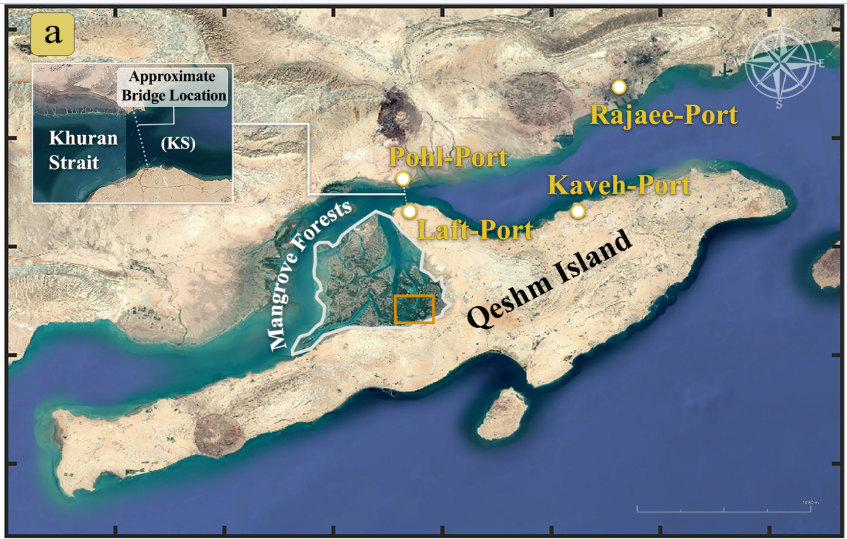 a
Approximate
Bridge Location
Khuran
Strait
(KS)
N
E
S
W
Rajaee-Port
Pohl-Port
Kaveh-Port
Laft-Port
Mangrove Forests
Qeshm Island